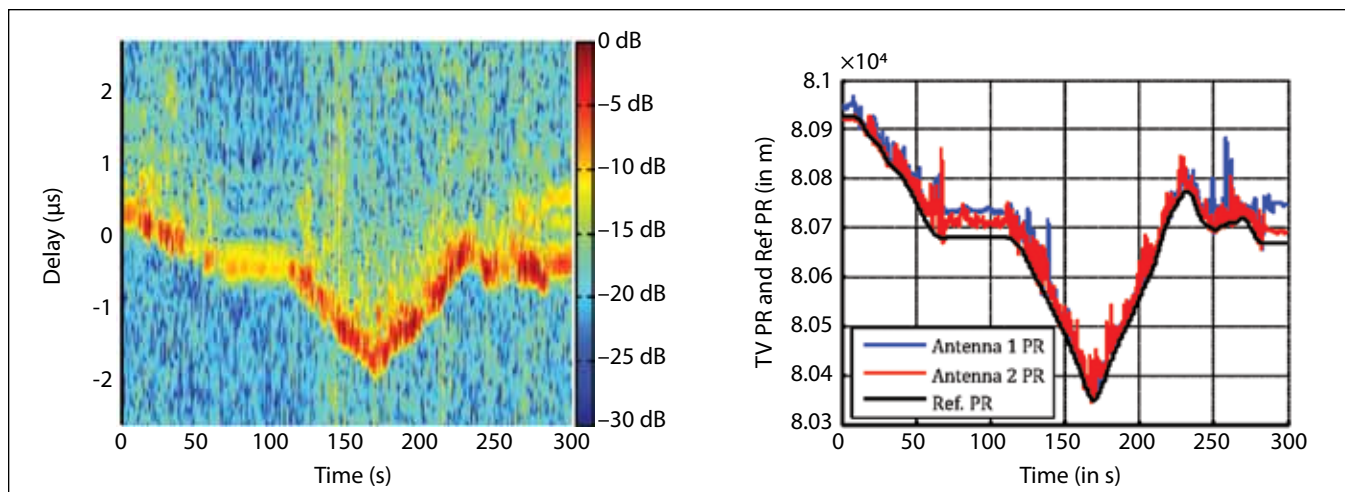 2
1
0
-1
-2
Delay (µs)
0 50 100 150 200 250 300
Time (s)
0 dB
–5 dB
–10 dB
–15 dB
–20 dB
–25 dB
–30 dB
×10⁴
8.1
8.09
8.08
8.07
8.06
8.05
8.04
8.03
TV PR and Ref PR (in m)
Antenna 1 PR
Antenna 2 PR
Ref. PR
0 50 100 150 200 250 300
Time (in s)